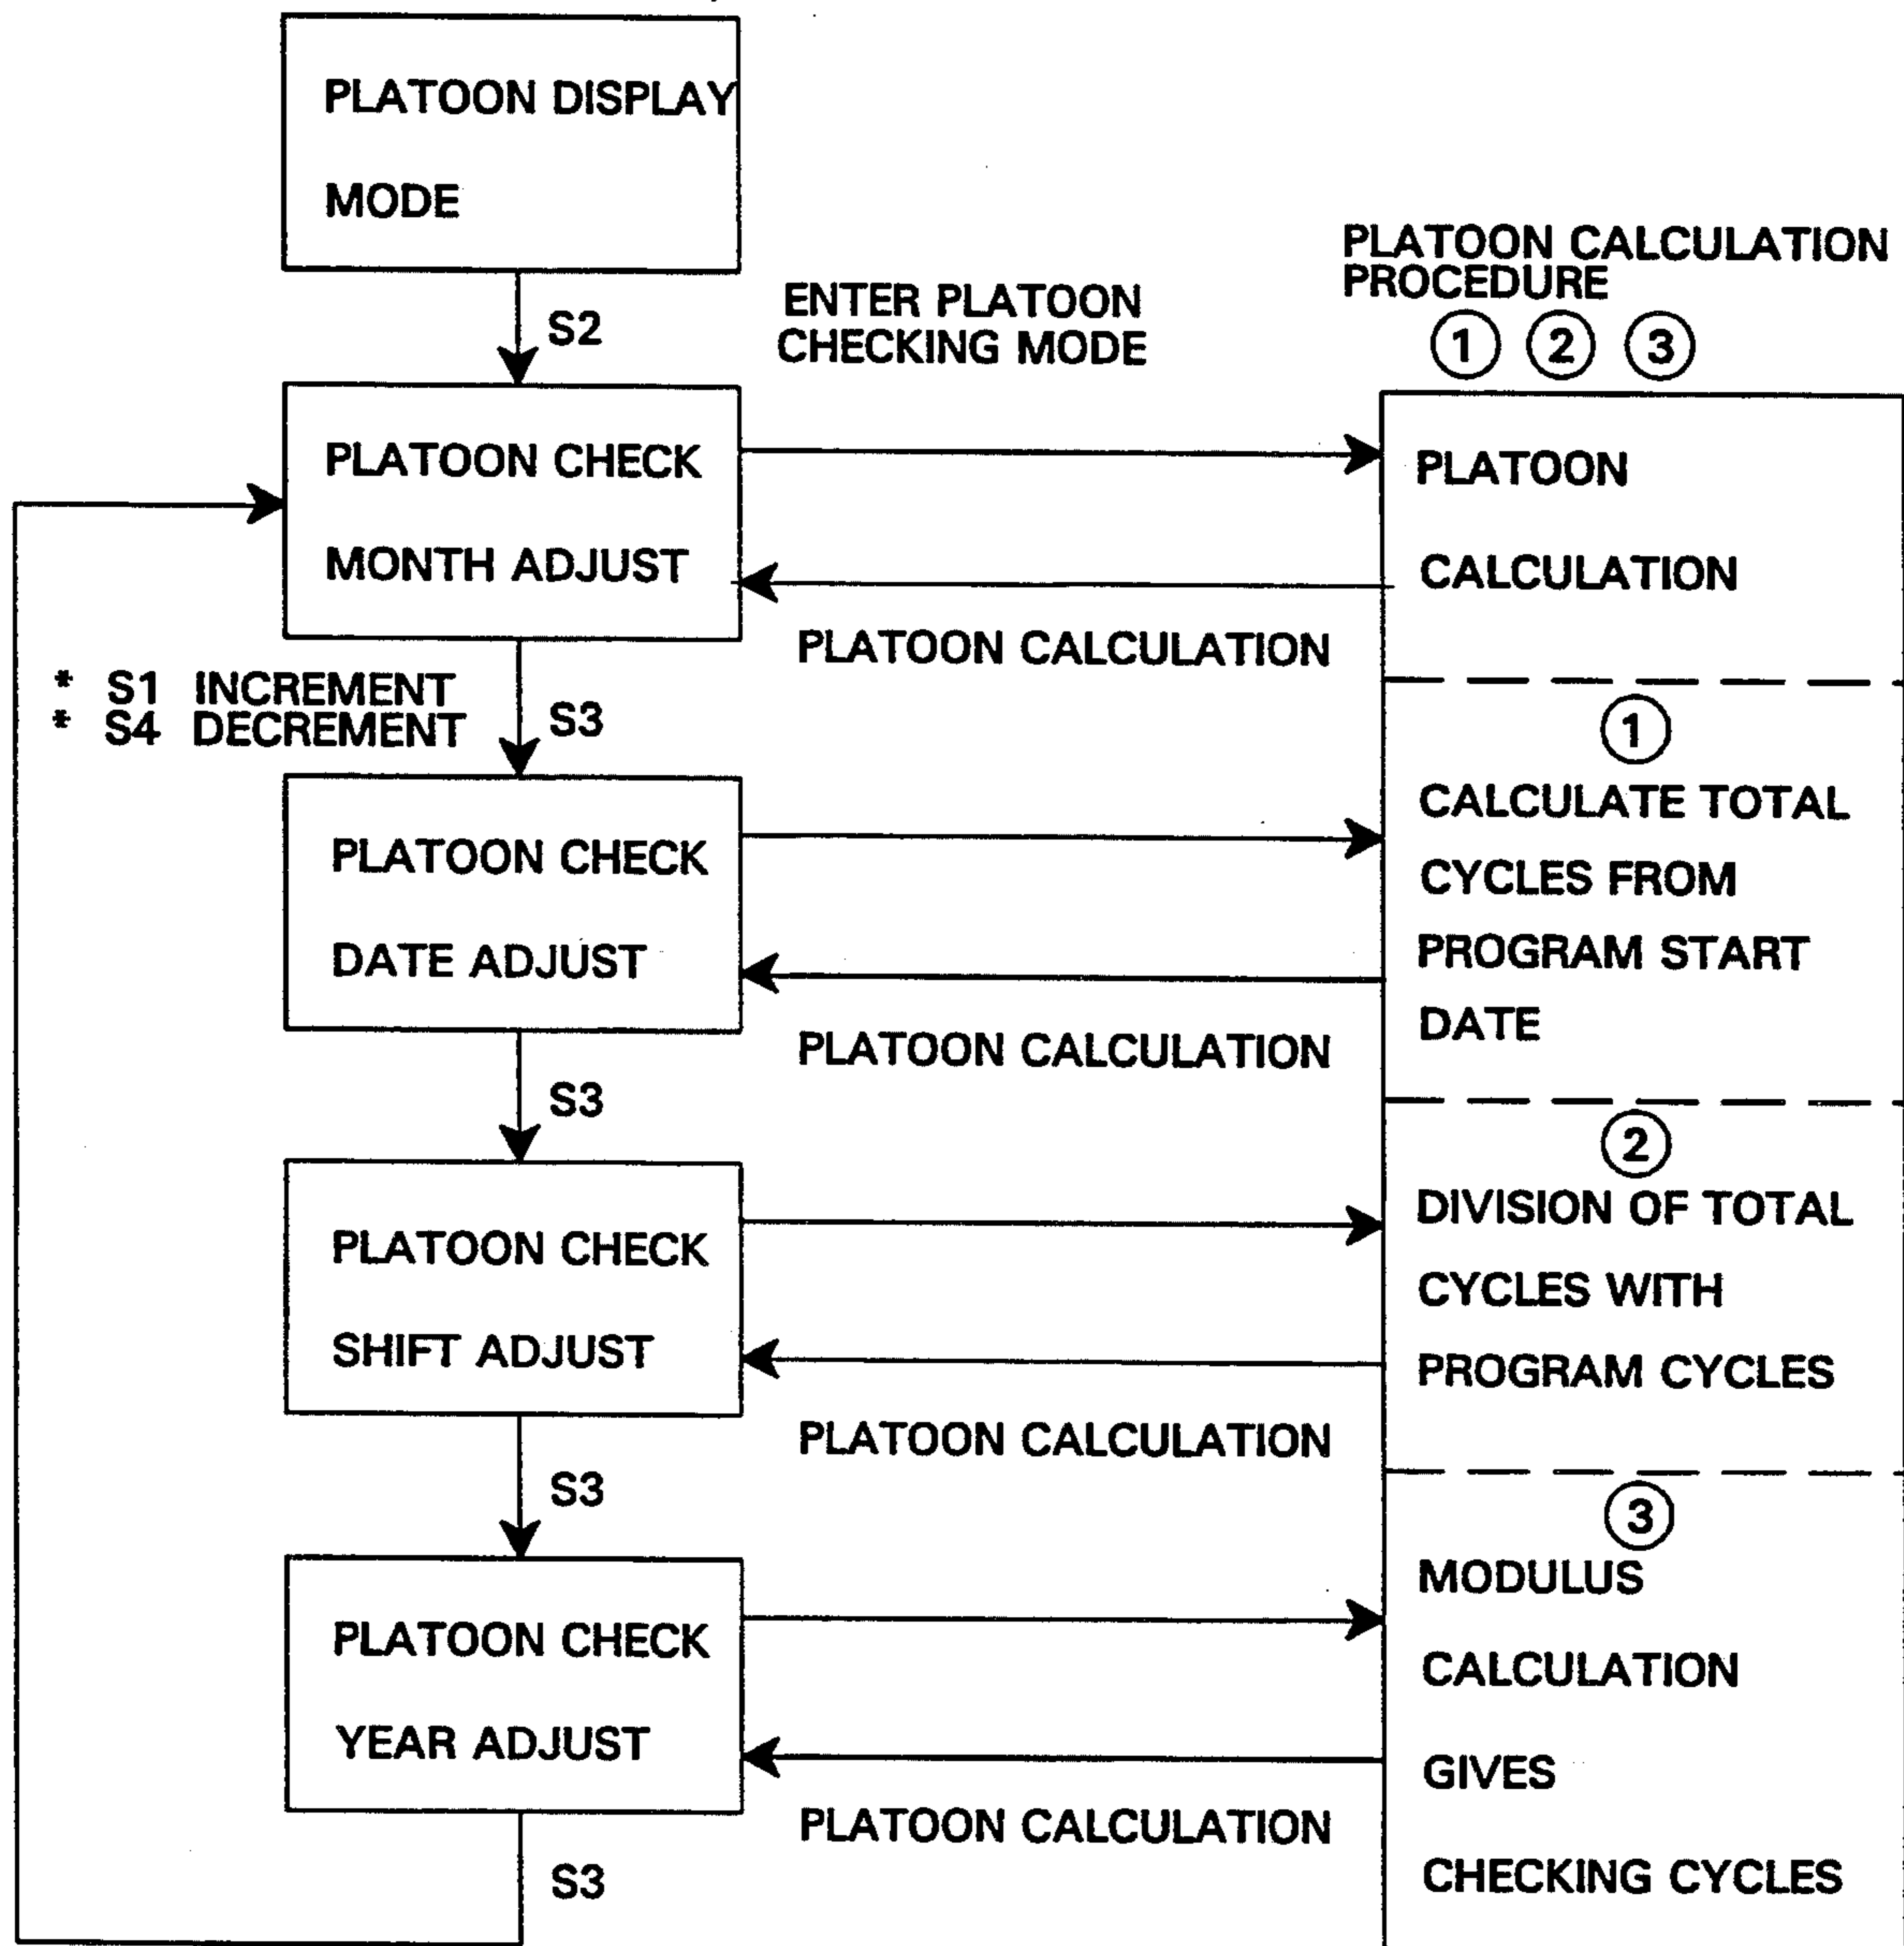 PLATOON DISPLAY
MODE
S2
ENTER PLATOON
CHECKING MODE
PLATOON CALCULATION
PROCEDURE
1 2 3
PLATOON CHECK
MONTH ADJUST
PLATOON
CALCULATION
PLATOON CALCULATION
* S1 INCREMENT
* S4 DECREMENT
S3
1
CALCULATE TOTAL
CYCLES FROM
PROGRAM START
DATE
PLATOON CHECK
DATE ADJUST
PLATOON CALCULATION
S3
2
DIVISION OF TOTAL
CYCLES WITH
PROGRAM CYCLES
PLATOON CHECK
SHIFT ADJUST
PLATOON CALCULATION
S3
3
MODULUS
CALCULATION
GIVES
CHECKING CYCLES
PLATOON CHECK
YEAR ADJUST
PLATOON CALCULATION
S3